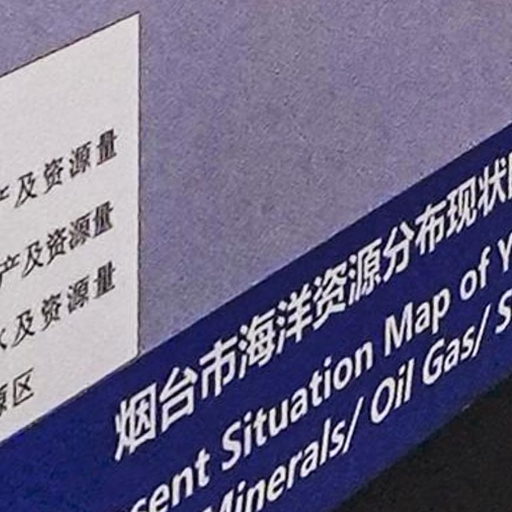 产及资源量
产及资源量
及资源量
源区
烟台市海洋资源分布现状
Situation Map of
Minerals/ Oil Gas/